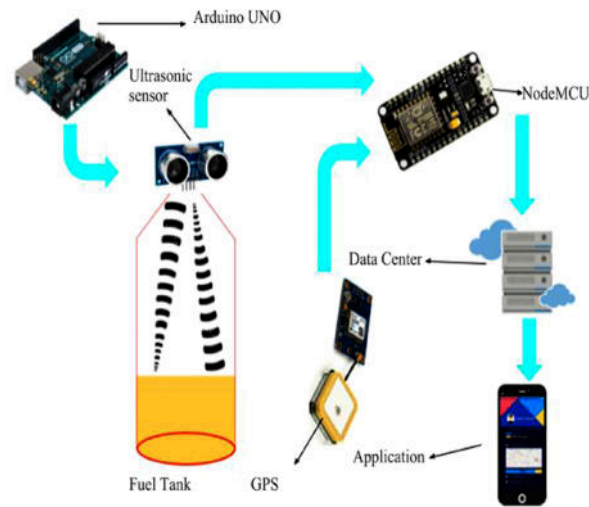 Arduino UNO
Ultrasonic
sensor
NodeMCU
Data Center
Application
Fuel Tank
GPS